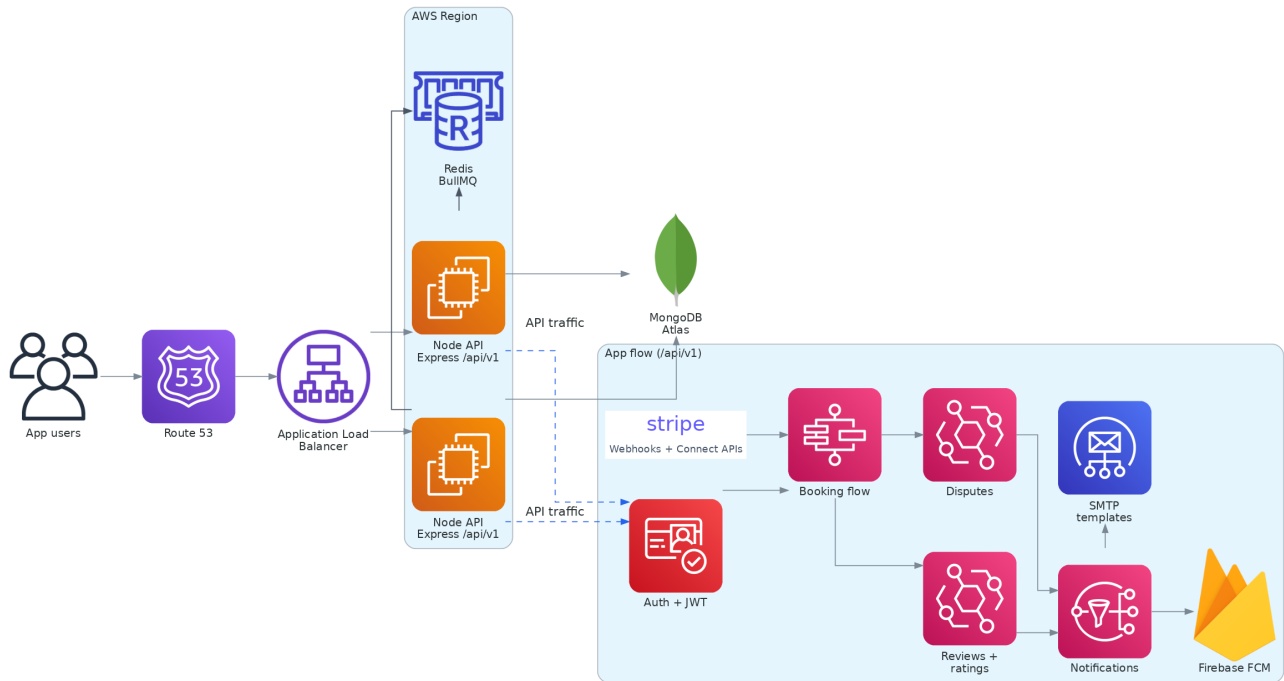 AWS Region
R
Redis
BullMQ
Node API
Express /api/v1
API traffic
MongoDB
Atlas
App users
53
Route 53
Application Load
Balancer
Node API
Express /api/v1
API traffic
App flow (/api/v1)
stripe
Webhooks + Connect APIs
Booking flow
Disputes
SMTP
templates
Auth + JWT
Reviews +
ratings
Notifications
Firebase FCM